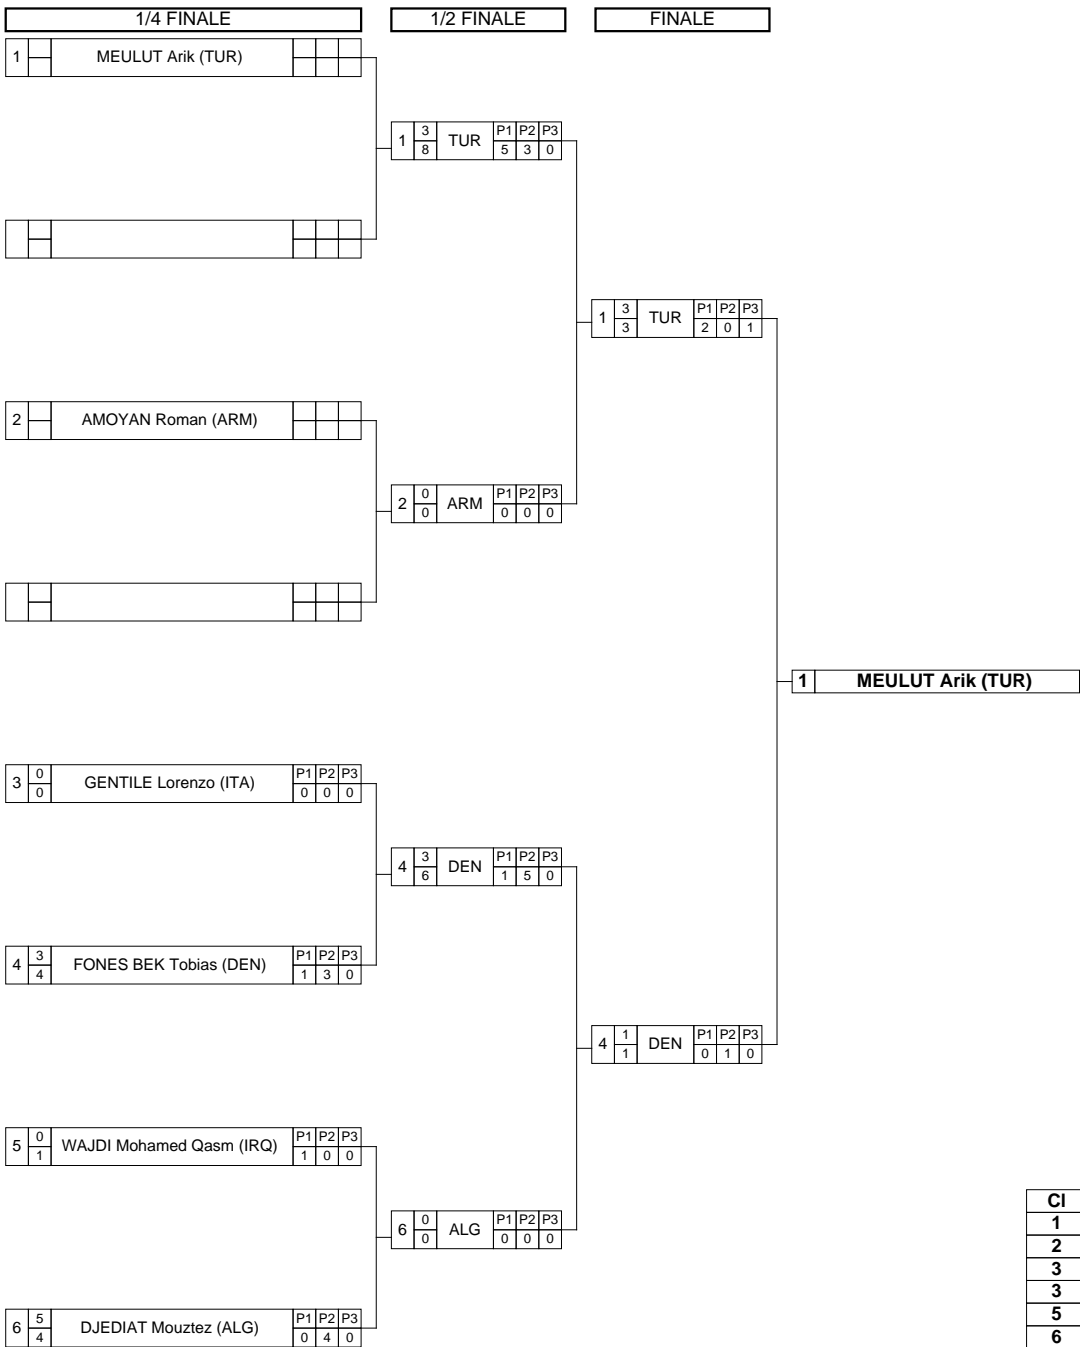 1/4 FINALE 1/2 FINALE FINALE
1 MEULUT Arik (TUR)
1 3 8 TUR P1 P2 P3 5 3 0
1 3 3 TUR P1 P2 P3 2 0 1
2 AMOYAN Roman (ARM)
2 0 0 ARM P1 P2 P3 0 0 0
1 MEULUT Arik (TUR)
3 0 0 GENTILE Lorenzo (ITA) P1 P2 P3 0 0 0
4 3 6 DEN P1 P2 P3 1 5 0
4 3 4 FONES BEK Tobias (DEN) P1 P2 P3 1 3 0
4 1 1 DEN P1 P2 P3 0 1 0
5 0 1 WAJDI Mohamed Qasm (IRQ) P1 P2 P3 1 0 0
6 0 0 ALG P1 P2 P3 0 0 0
6 5 4 DJEDIAT Mouztez (ALG) P1 P2 P3 0 4 0
Cl
1
2
3
3
5
6